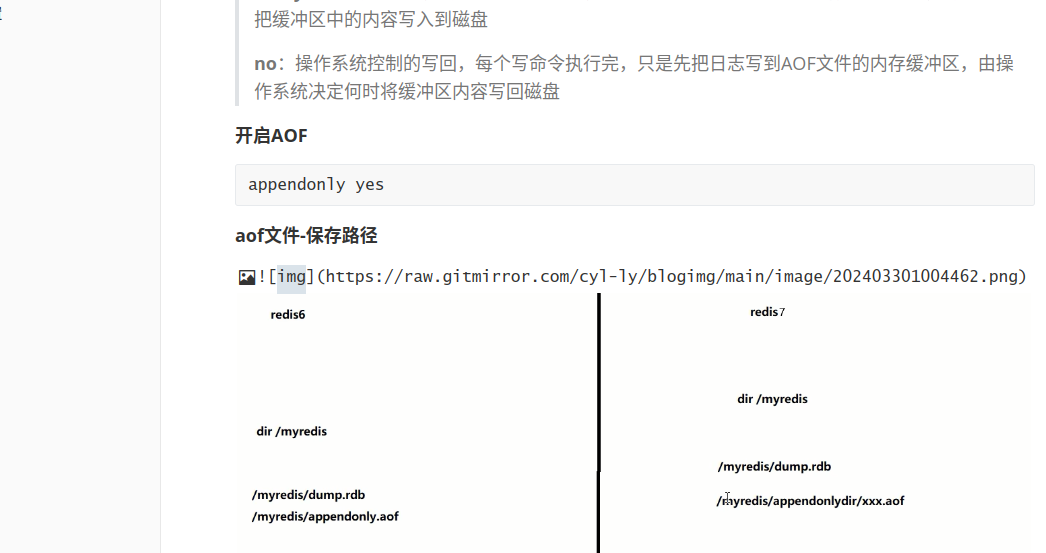 把缓冲区中的内容写入到磁盘
no：操作系统控制的写回，每个写命令执行完，只是先把日志写到AOF文件的内存缓冲区，由操
作系统决定何时将缓冲区内容写回磁盘
开启AOF
appendonly yes
aof文件-保存路径
![img](https://raw.gitmirror.com/cyl-ly/blogimg/main/image/202403301004462.png)
redis6
redis7
dir /myredis
dir /myredis
/myredis/dump.rdb
/myredis/appendonly.aof
/myredis/dump.rdb
/myredis/appendonlydir/xxx.aof